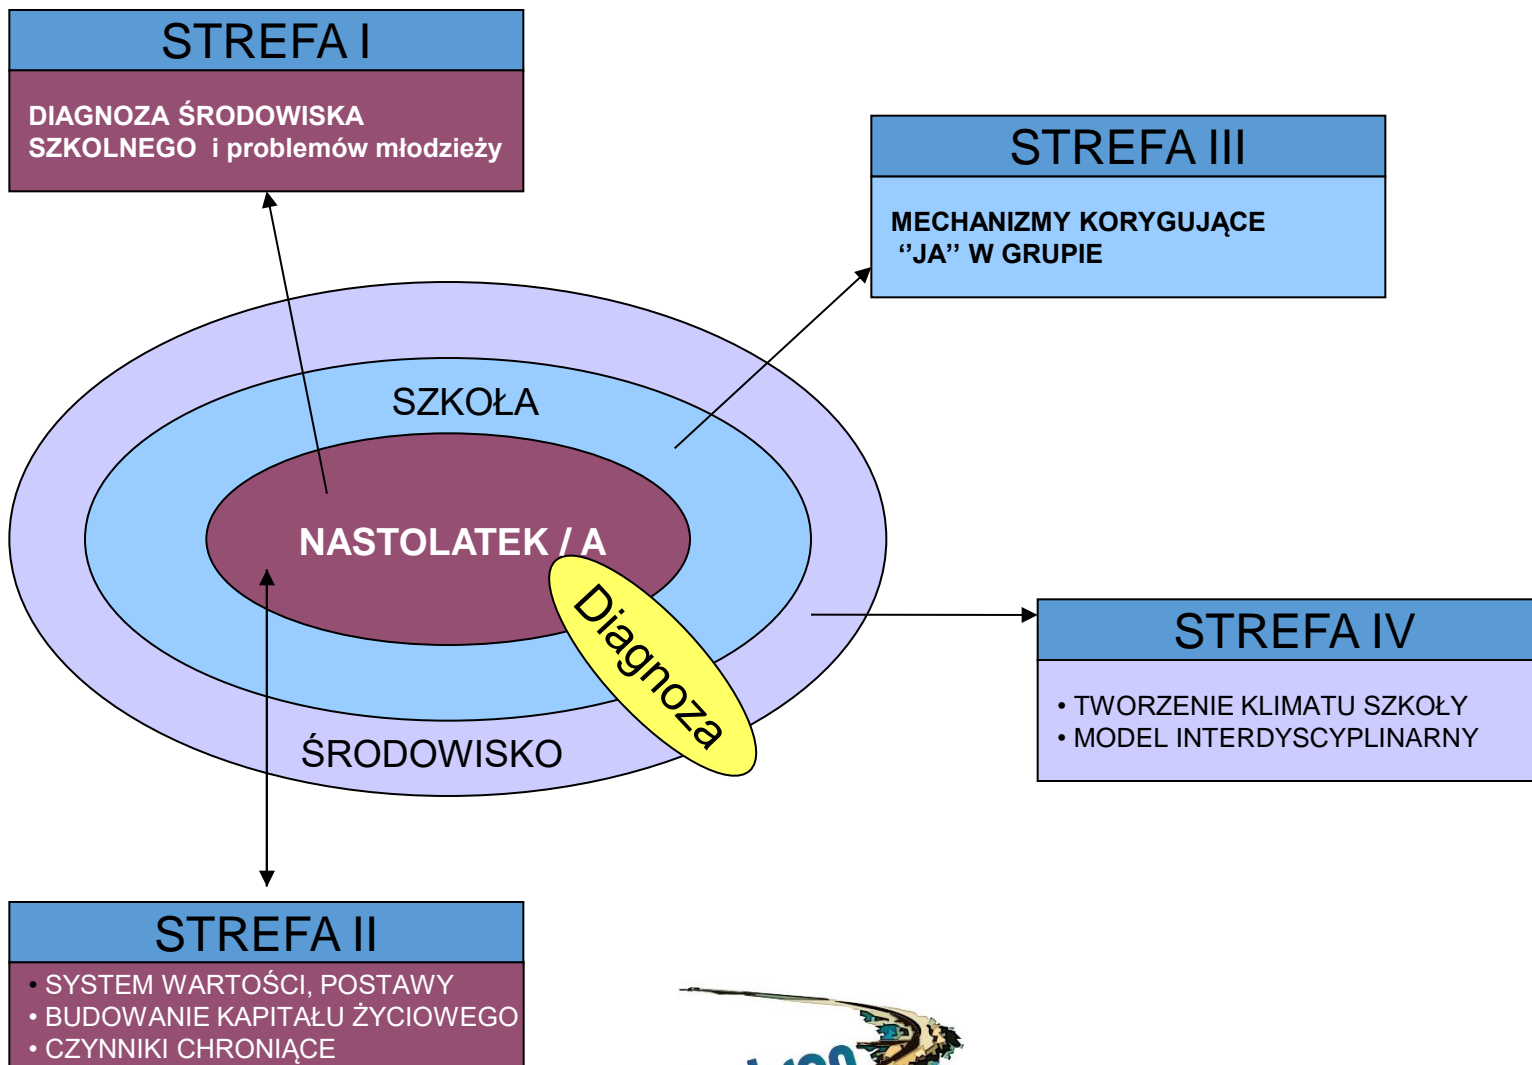 STREFA I
DIAGNOZA ŚRODOWISKA
SZKOLNEGO i problemów młodzieży
STREFA III
MECHANIZMY KORYGUJĄCE
‘’JA’’ W GRUPIE
SZKOŁA
NASTOLATEK / A
Diagnoza
ŚRODOWISKO
STREFA IV
• TWORZENIE KLIMATU SZKOŁY
• MODEL INTERDYSCYPLINARNY
STREFA II
• SYSTEM WARTOŚCI, POSTAWY
• BUDOWANIE KAPITAŁU ŻYCIOWEGO
• CZYNNIKI CHRONIĄCE